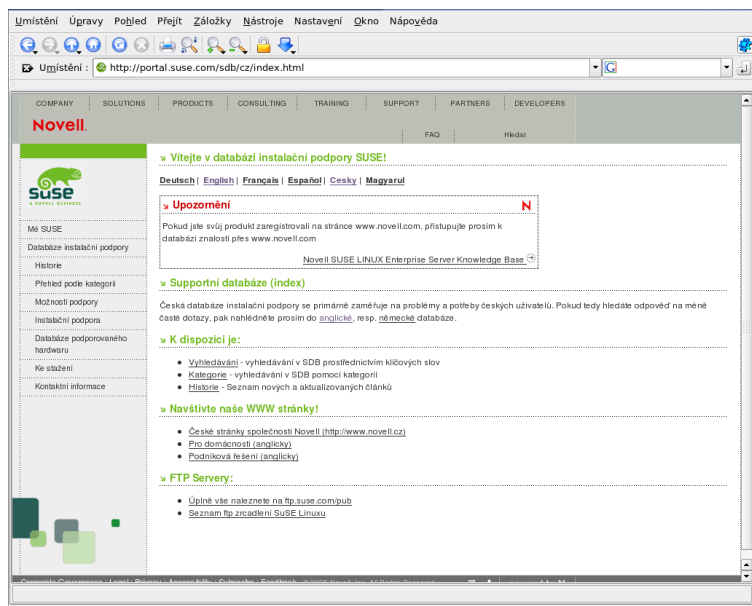 Umístění Úpravy Pohled Přejít Záložky Nástroje Nastavení Okno Nápověda
Umístění : http://portal.suse.com/sdb/cz/index.html
COMPANY SOLUTIONS PRODUCTS CONSULTING TRAINING SUPPORT PARTNERS DEVELOPERS
Novell.
FAQ Hledat
Vítejte v databázi instalační podpory SUSE!
Deutsch | English | Français | Español | Cesky | Magyarul
SUSE
A NOVELL BUSINESS
Upozornění N
Pokud jste svůj produkt zaregistrovali na stránce www.novell.com, přistupujte prosím k
databázi znalostí přes www.novell.com
Novell SUSE LINUX Enterprise Server Knowledge Base
Mé SUSE
Databáze instalační podpory
Historie
Přehled podle kategorií
Možnosti podpory
Instalační podpora
Databáze podporovaného
hardwaru
Ke stažení
Kontaktní informace
Supportní databáze (index)
Česká databáze instalační podpory se primárně zaměřuje na problémy a potřeby českých uživatelů. Pokud tedy hledáte odpověď na méně
časté dotazy, pak nahlédněte prosím do anglické, resp. německé databáze.
K dispozici je:
Vyhledávání - vyhledávání v SDB prostřednictvím klíčových slov
Kategorie - vyhledávání v SDB pomocí kategorií
Historie - Seznam nových a aktualizovaných článků
Navštivte naše WWW stránky!
České stránky společnosti Novell (http://www.novell.cz)
Pro domácnosti (anglicky)
Podniková řešení (anglicky)
FTP Servery:
Úplně vše naleznete na ftp.suse.com/pub
Seznam ftp zrcadlení SuSE Linuxu